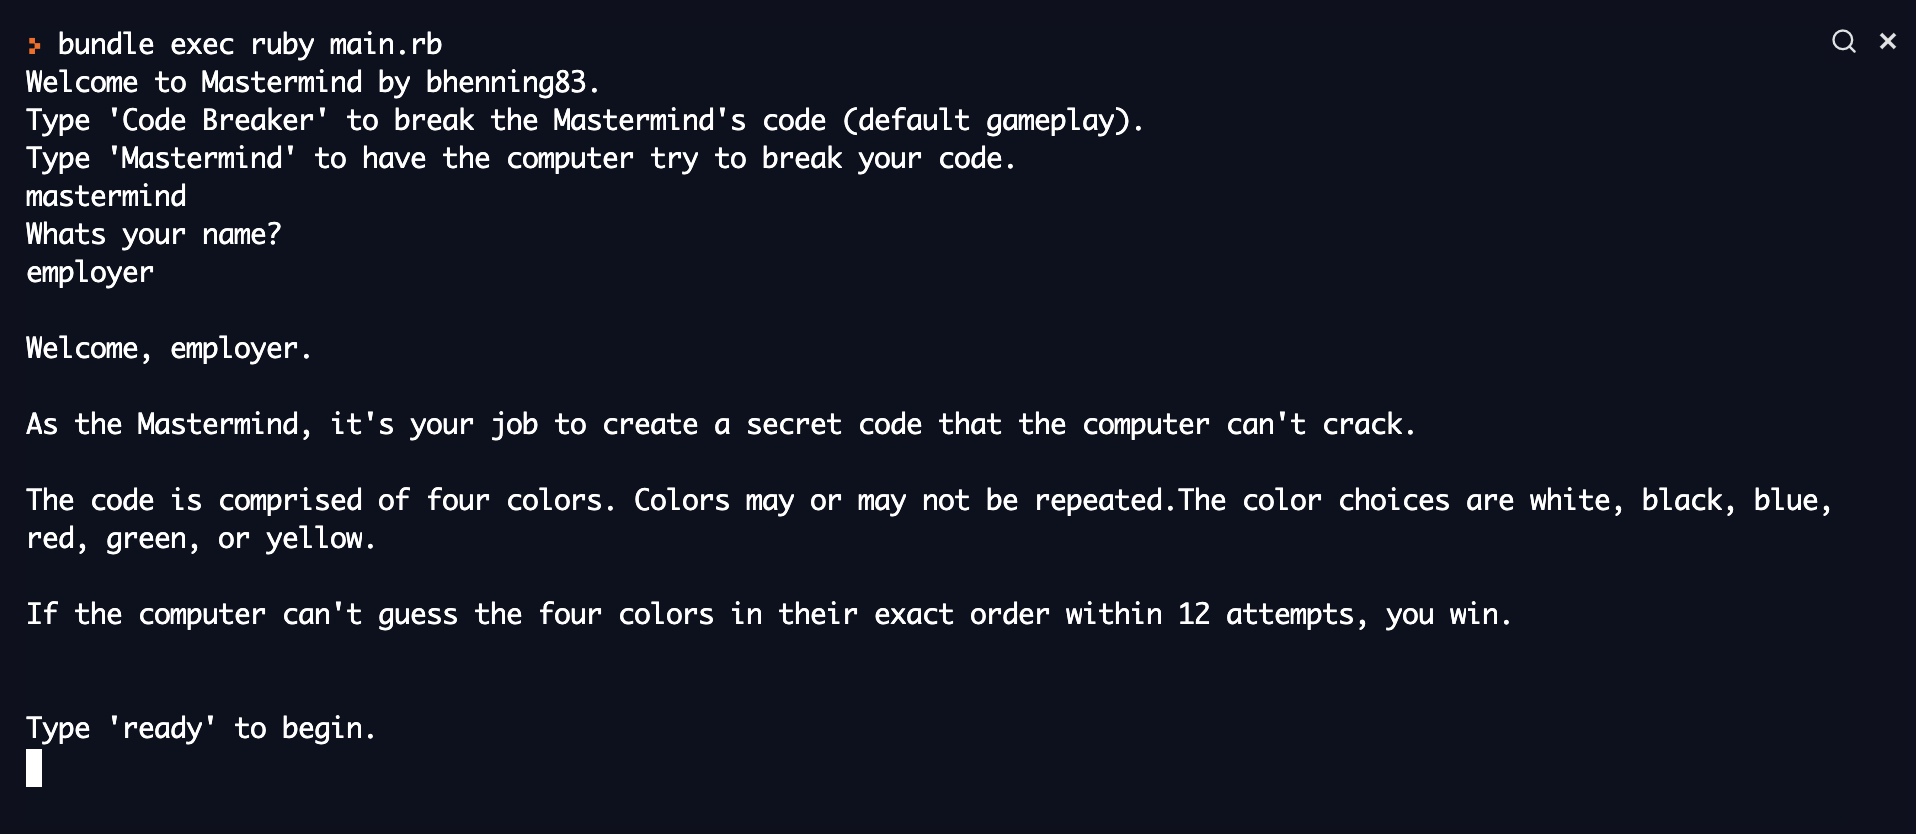 bundle exec ruby main.rb
Welcome to Mastermind by bhenning83.
Type 'Code Breaker' to break the Mastermind's code (default gameplay).
Type 'Mastermind' to have the computer try to break your code.
mastermind
Whats your name?
employer
Welcome, employer.
As the Mastermind, it's your job to create a secret code that the computer can't crack.
The code is comprised of four colors. Colors may or may not be repeated.The color choices are white, black, blue,
red, green, or yellow.
If the computer can't guess the four colors in their exact order within 12 attempts, you win.
Type 'ready' to begin.